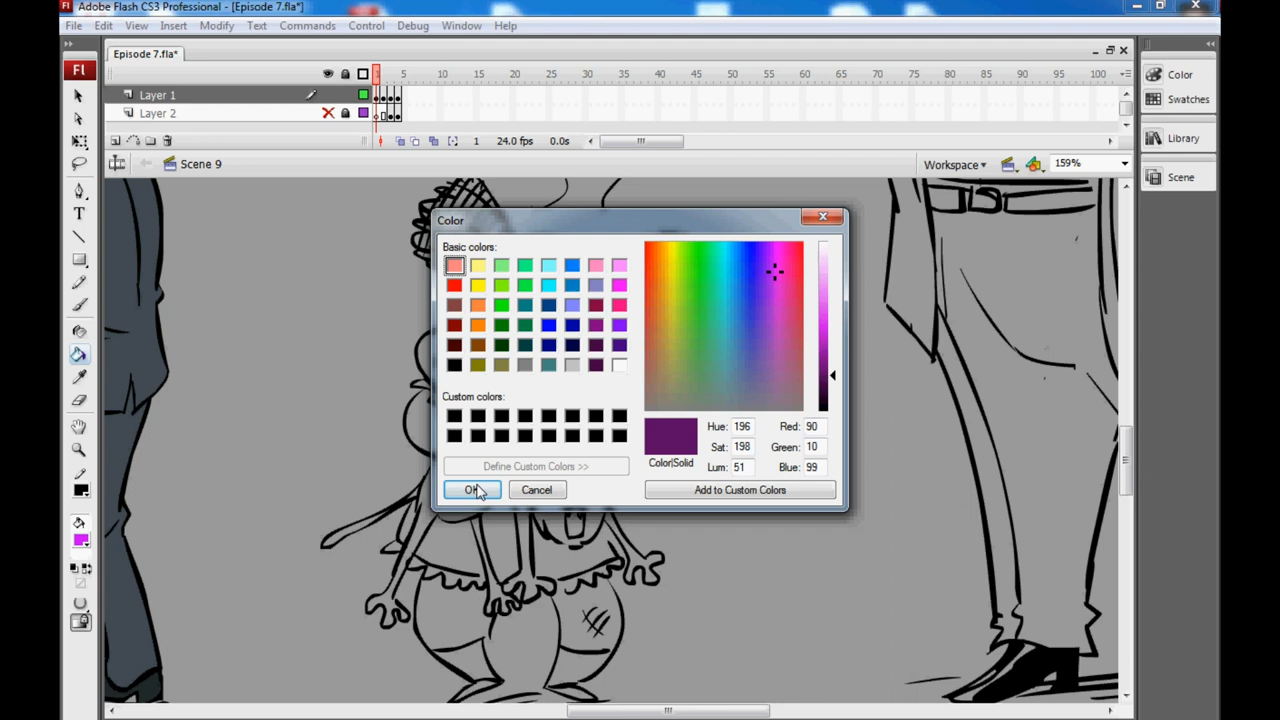 Fl Adobe Flash CS3 Professional - [Episode 7.fla*]
File Edit View Insert Modify Text Commands Control Debug Window Help
Episode 7.fla*
Fl
1 5 10 15 20 25 30 35 40 45 50 55 60 65 70 75 80 85 90 95 100
Layer 1
Layer 2
1 24.0 fps 0.0s
Scene 9
Workspace
159%
Color
Swatches
Library
Scene
T
Color
Basic colors:
Custom colors:
Define Custom Colors >>
OK
Cancel
Color|Solid
Hue: 196
Sat: 198
Lum: 51
Red: 90
Green: 10
Blue: 99
Add to Custom Colors